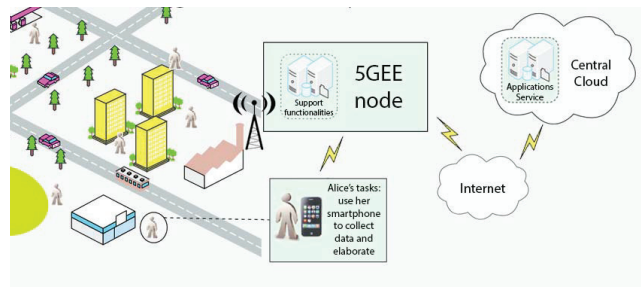 5GEE
node
Support
functionalities
Central
Cloud
Applications
Service
Internet
Alice's tasks:
use her
smartphone
to collect
data and
elaborate